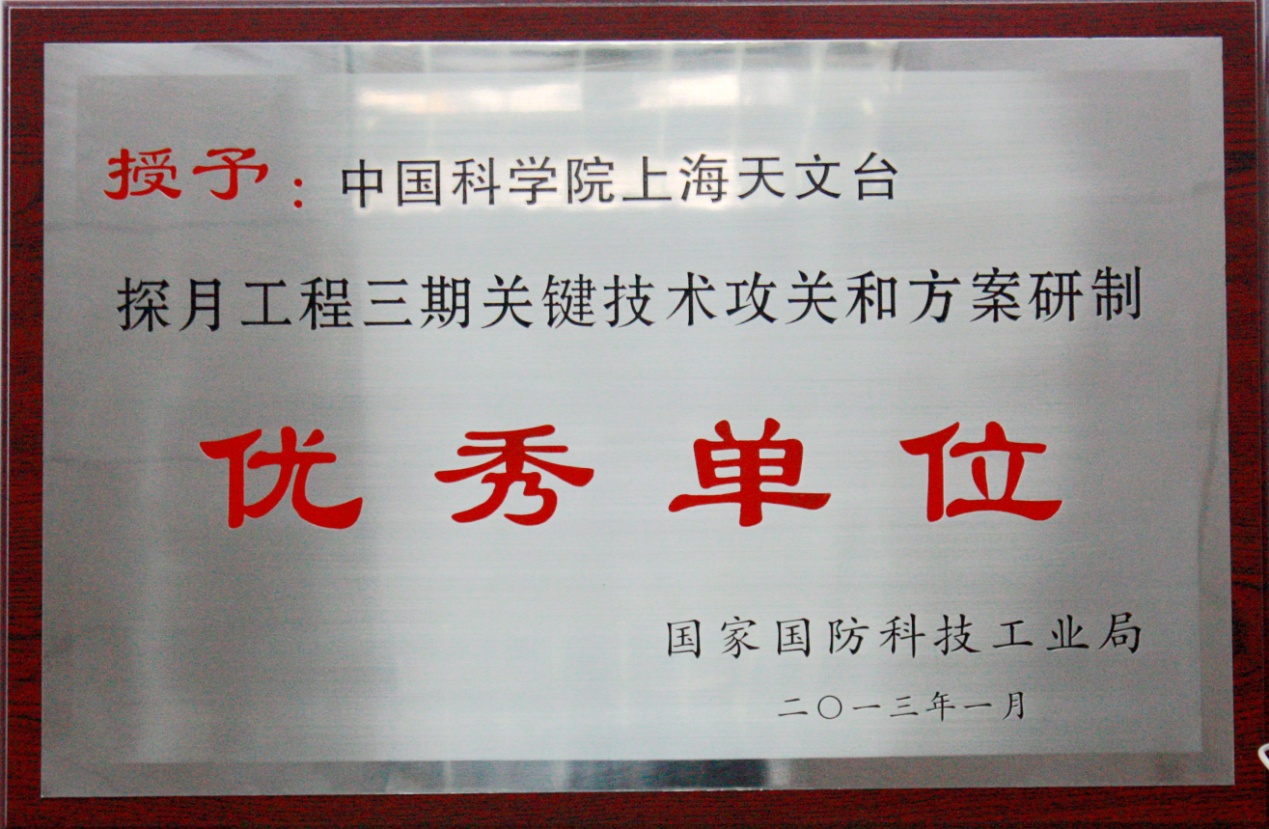 授予：中国科学院上海天文台
探月工程三期关键技术攻关和方案研制
优秀单位
国家国防科技工业局
二〇一三年一月